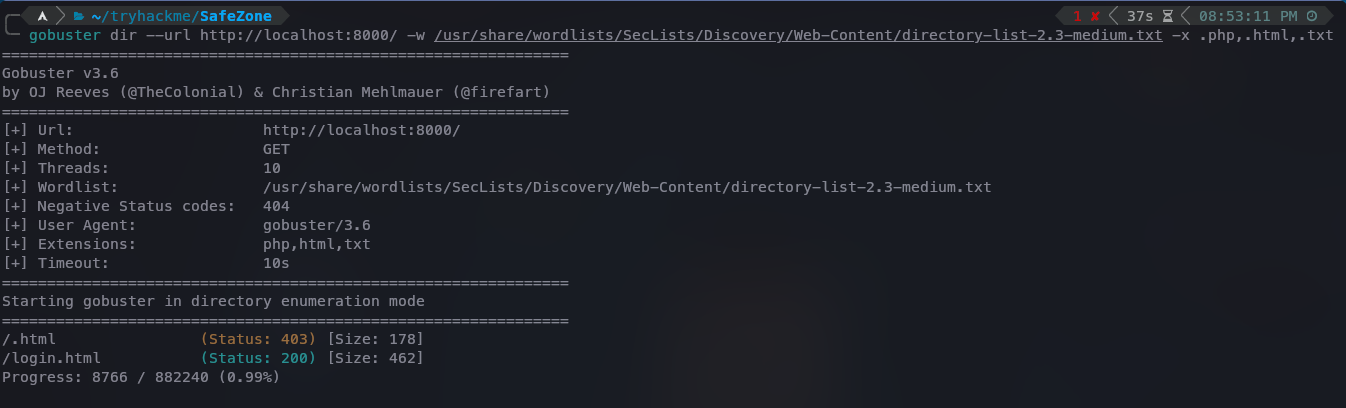 ~/tryhackme/SafeZone 1 ✘ 37s 08:53:11 PM
gobuster dir --url http://localhost:8000/ -w /usr/share/wordlists/SecLists/Discovery/Web-Content/directory-list-2.3-medium.txt -x .php,.html,.txt
===============================================================
Gobuster v3.6
by OJ Reeves (@TheColonial) & Christian Mehlmauer (@firefart)
===============================================================
[+] Url:                     http://localhost:8000/
[+] Method:                  GET
[+] Threads:                 10
[+] Wordlist:                /usr/share/wordlists/SecLists/Discovery/Web-Content/directory-list-2.3-medium.txt
[+] Negative Status codes:   404
[+] User Agent:              gobuster/3.6
[+] Extensions:              php,html,txt
[+] Timeout:                 10s
===============================================================
Starting gobuster in directory enumeration mode
===============================================================
/.html                (Status: 403) [Size: 178]
/login.html           (Status: 200) [Size: 462]
Progress: 8766 / 882240 (0.99%)